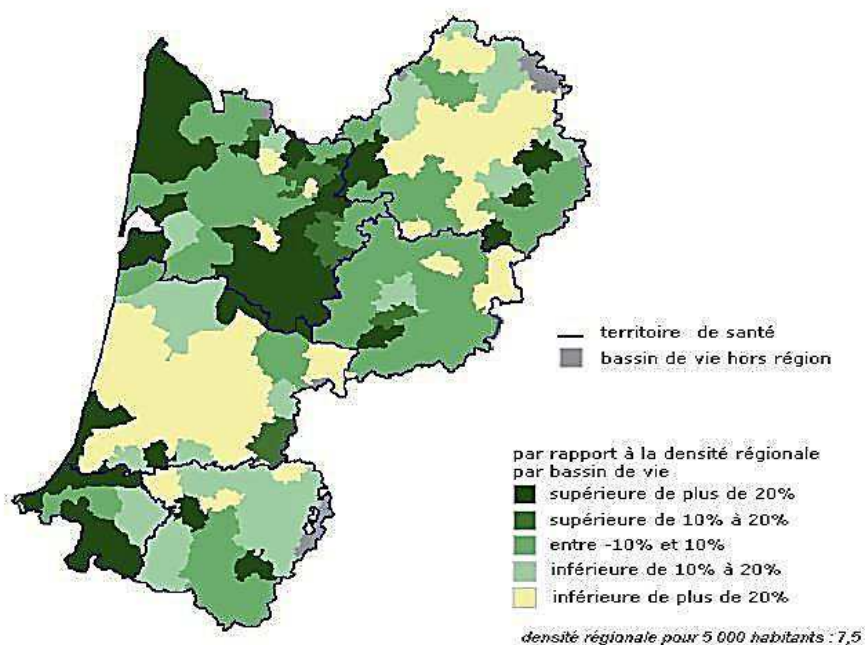 territoire de santé
bassin de vie hors région
par rapport à la densité régionale
par bassin de vie
supérieure de plus de 20%
supérieure de 10% à 20%
entre -10% et 10%
inférieure de 10% à 20%
inférieure de plus de 20%
densité régionale pour 5 000 habitants : 7,5